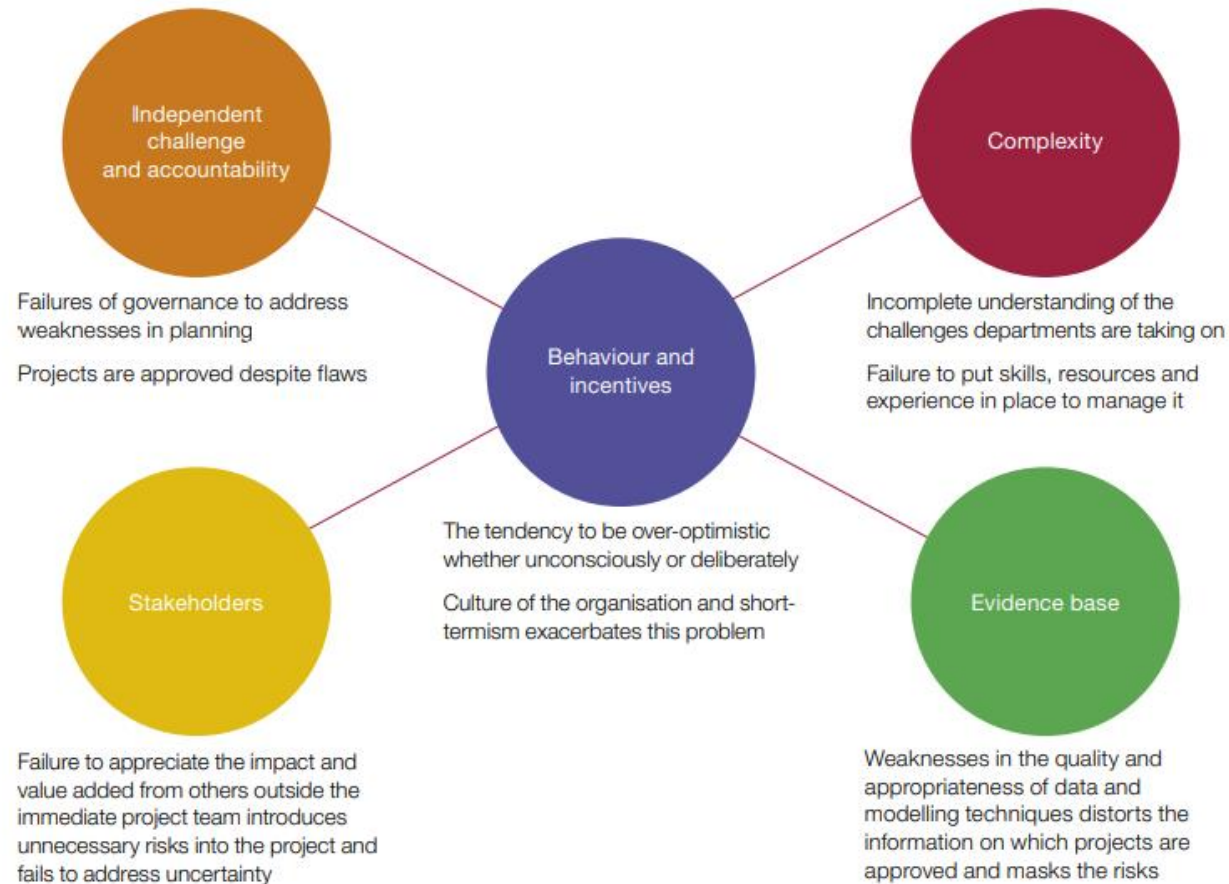 Independent
challenge
and accountability
Failures of governance to address
weaknesses in planning
Projects are approved despite flaws
Complexity
Incomplete understanding of the
challenges departments are taking on
Failure to put skills, resources and
experience in place to manage it
Behaviour and
incentives
The tendency to be over-optimistic
whether unconsciously or deliberately
Culture of the organisation and short-
termism exacerbates this problem
Stakeholders
Failure to appreciate the impact and
value added from others outside the
immediate project team introduces
unnecessary risks into the project and
fails to address uncertainty
Evidence base
Weaknesses in the quality and
appropriateness of data and
modelling techniques distorts the
information on which projects are
approved and masks the risks